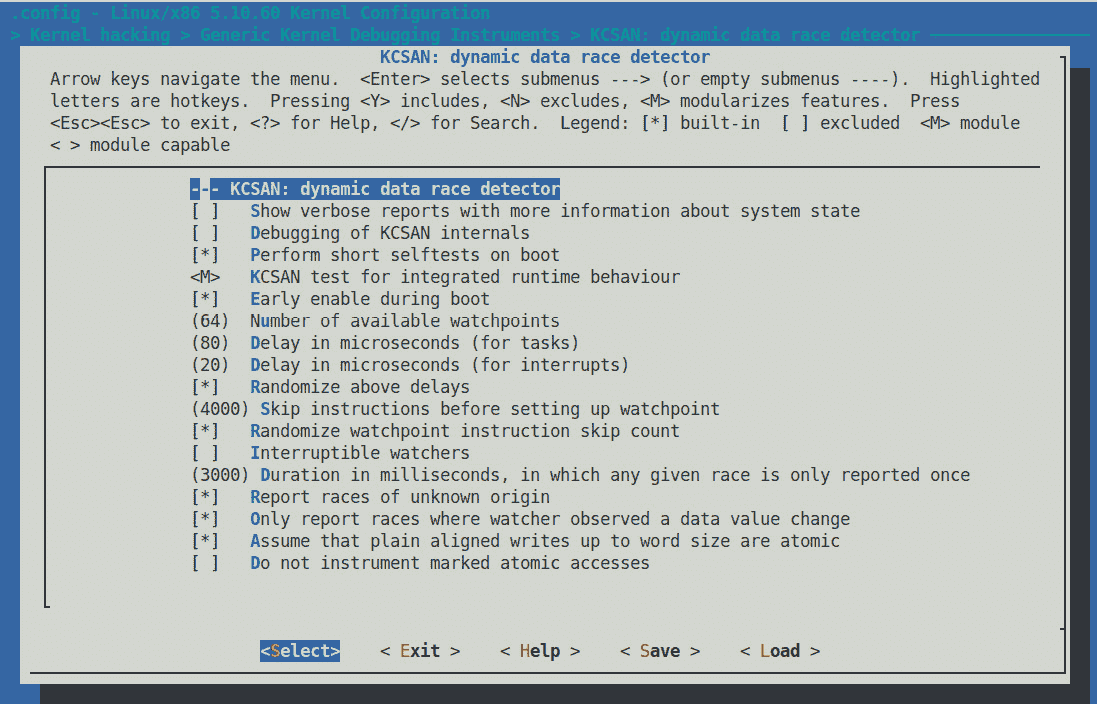 .config - Linux/x86 5.10.60 Kernel Configuration
> Kernel hacking > Generic Kernel Debugging Instruments > KCSAN: dynamic data race detector
KCSAN: dynamic data race detector
Arrow keys navigate the menu.  <Enter> selects submenus ---> (or empty submenus ----).  Highlighted
letters are hotkeys.  Pressing <Y> includes, <N> excludes, <M> modularizes features.  Press
<Esc><Esc> to exit, <?> for Help, </> for Search.  Legend: [*] built-in  [ ] excluded  <M> module
< > module capable
--- KCSAN: dynamic data race detector
[ ]   Show verbose reports with more information about system state
[ ]   Debugging of KCSAN internals
[*]   Perform short selftests on boot
<M>   KCSAN test for integrated runtime behaviour
[*]   Early enable during boot
(64)  Number of available watchpoints
(80)  Delay in microseconds (for tasks)
(20)  Delay in microseconds (for interrupts)
[*]   Randomize above delays
(4000) Skip instructions before setting up watchpoint
[*]   Randomize watchpoint instruction skip count
[ ]   Interruptible watchers
(3000) Duration in milliseconds, in which any given race is only reported once
[*]   Report races of unknown origin
[*]   Only report races where watcher observed a data value change
[*]   Assume that plain aligned writes up to word size are atomic
[ ]   Do not instrument marked atomic accesses
<Select>    < Exit >    < Help >    < Save >    < Load >